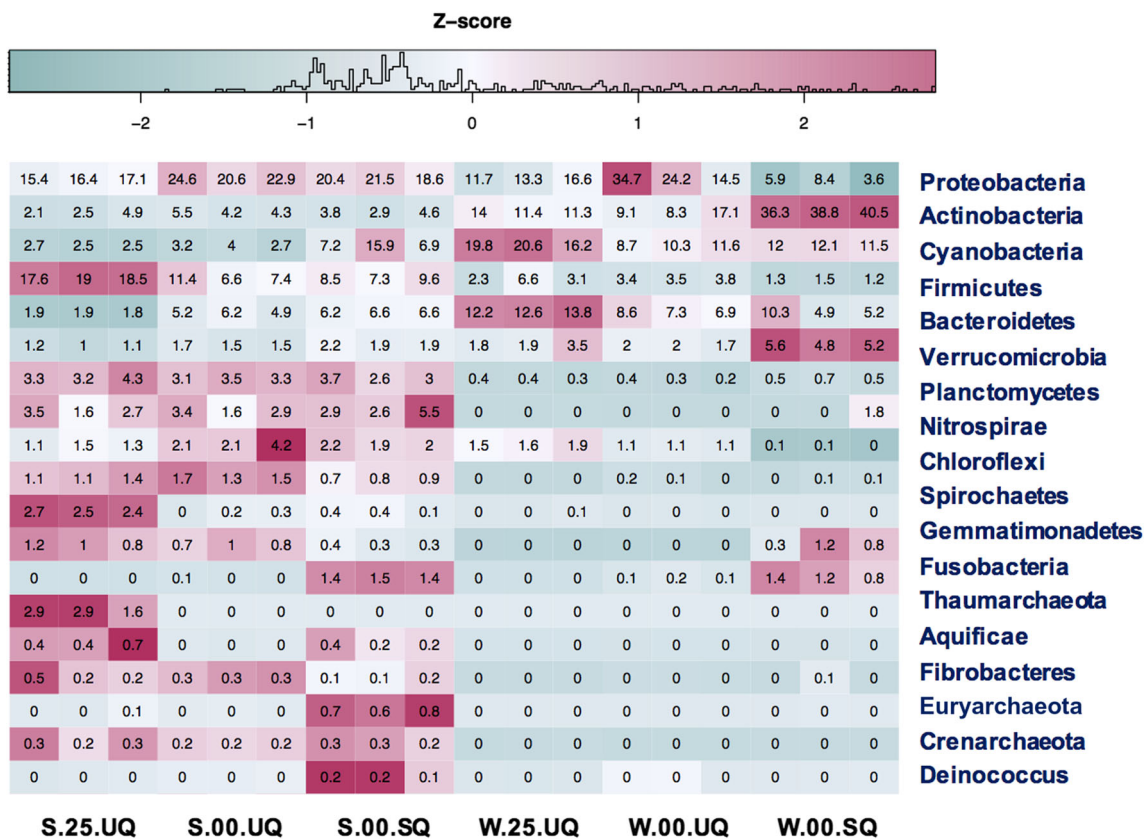 Z−score
−2 −1 0 1 2
15.4 16.4 17.1 24.6 20.6 22.9 20.4 21.5 18.6 11.7 13.3 16.6 34.7 24.2 14.5 5.9 8.4 3.6 Proteobacteria
2.1 2.5 4.9 5.5 4.2 4.3 3.8 2.9 4.6 14 11.4 11.3 9.1 8.3 17.1 36.3 38.8 40.5 Actinobacteria
2.7 2.5 2.5 3.2 4 2.7 7.2 15.9 6.9 19.8 20.6 16.2 8.7 10.3 11.6 12 12.1 11.5 Cyanobacteria
17.6 19 18.5 11.4 6.6 7.4 8.5 7.3 9.6 2.3 6.6 3.1 3.4 3.5 3.8 1.3 1.5 1.2 Firmicutes
1.9 1.9 1.8 5.2 6.2 4.9 6.2 6.6 6.6 12.2 12.6 13.8 8.6 7.3 6.9 10.3 4.9 5.2 Bacteroidetes
1.2 1 1.1 1.7 1.5 1.5 2.2 1.9 1.9 1.8 1.9 3.5 2 2 1.7 5.6 4.8 5.2 Verrucomicrobia
3.3 3.2 4.3 3.1 3.5 3.3 3.7 2.6 3 0.4 0.4 0.3 0.4 0.3 0.2 0.5 0.7 0.5 Planctomycetes
3.5 1.6 2.7 3.4 1.6 2.9 2.9 2.6 5.5 0 0 0 0 0 0 0 0 1.8 Nitrospirae
1.1 1.5 1.3 2.1 2.1 4.2 2.2 1.9 2 1.5 1.6 1.9 1.1 1.1 1.1 0.1 0.1 0 Chloroflexi
1.1 1.1 1.4 1.7 1.3 1.5 0.7 0.8 0.9 0 0 0 0.2 0.1 0 0 0.1 0.1 Spirochaetes
2.7 2.5 2.4 0 0.2 0.3 0.4 0.4 0.1 0 0 0.1 0 0 0 0 0 0 Gemmatimonadetes
1.2 1 0.8 0.7 1 0.8 0.4 0.3 0.3 0 0 0 0 0 0 0.3 1.2 0.8 Fusobacteria
0 0 0 0.1 0 0 1.4 1.5 1.4 0 0 0 0.1 0.2 0.1 1.4 1.2 0.8 Thaumarchaeota
2.9 2.9 1.6 0 0 0 0 0 0 0 0 0 0 0 0 0 0 0 Aquificae
0.4 0.4 0.7 0 0 0 0.4 0.2 0.2 0 0 0 0 0 0 0 0 0 Fibrobacteres
0.5 0.2 0.2 0.3 0.3 0.3 0.1 0.1 0.2 0 0 0 0 0 0 0 0.1 0 Euryarchaeota
0 0 0.1 0 0 0 0.7 0.6 0.8 0 0 0 0 0 0 0 0 0 Crenarchaeota
0.3 0.2 0.3 0.2 0.2 0.2 0.3 0.3 0.2 0 0 0 0 0 0 0 0 0 Deinococcus
0 0 0 0 0 0 0.2 0.2 0.1 0 0 0 0 0 0 0 0 0
S.25.UQ S.00.UQ S.00.SQ W.25.UQ W.00.UQ W.00.SQ